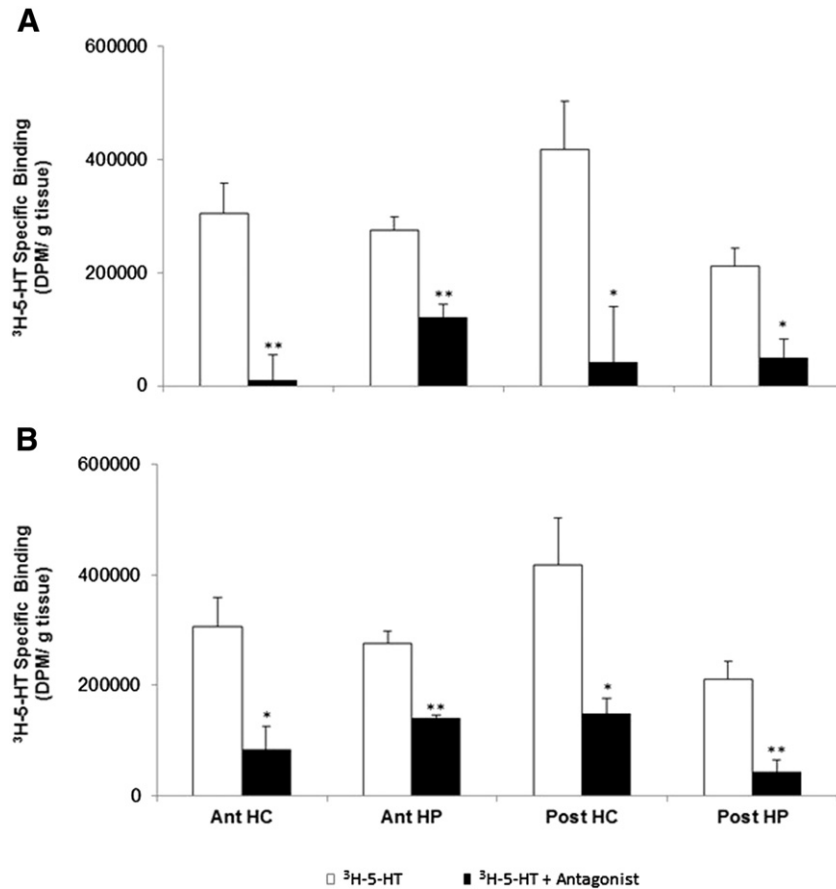 A
600000
400000
200000
0
³H-5-HT Specific Binding
(DPM/ g tissue)
**
**
*
*
B
600000
400000
200000
0
³H-5-HT Specific Binding
(DPM/ g tissue)
*
**
*
**
Ant HC Ant HP Post HC Post HP
³H-5-HT ³H-5-HT + Antagonist